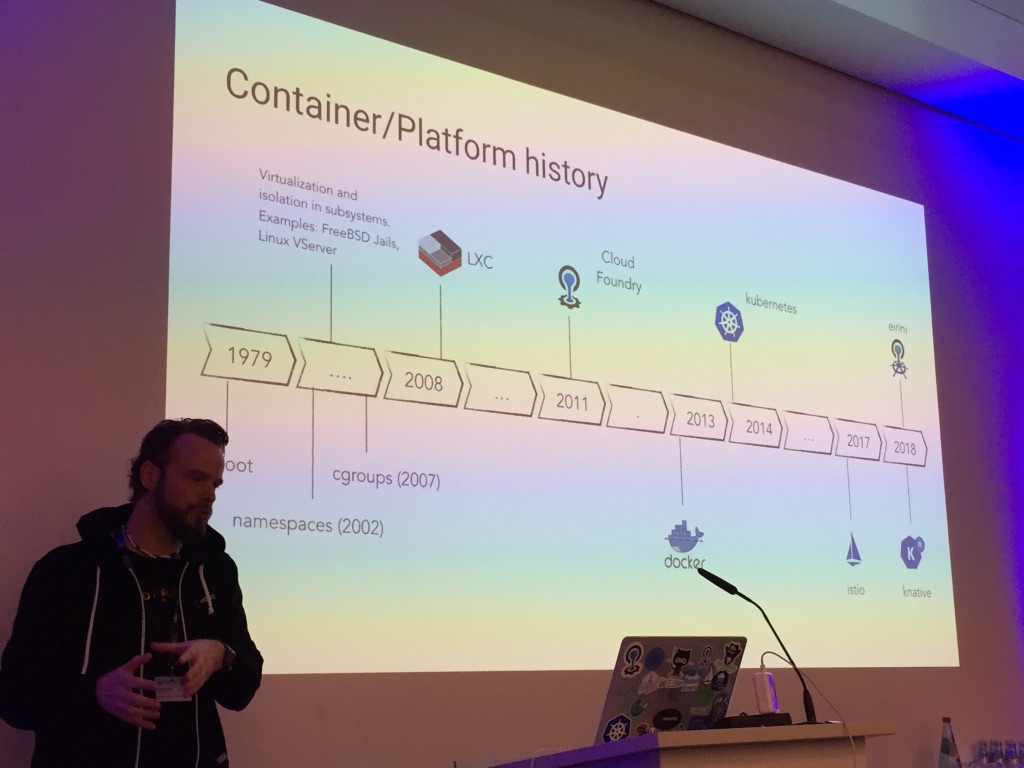 Container/Platform history
Virtualization and
isolation in subsystems.
Examples: FreeBSD Jails,
Linux VServer
LXC
Cloud
Foundry
kubernetes
eirini
1979
....
2008
...
2011
.
2013
2014
...
2017
2018
oot
cgroups (2007)
namespaces (2002)
docker
istio
K
knative